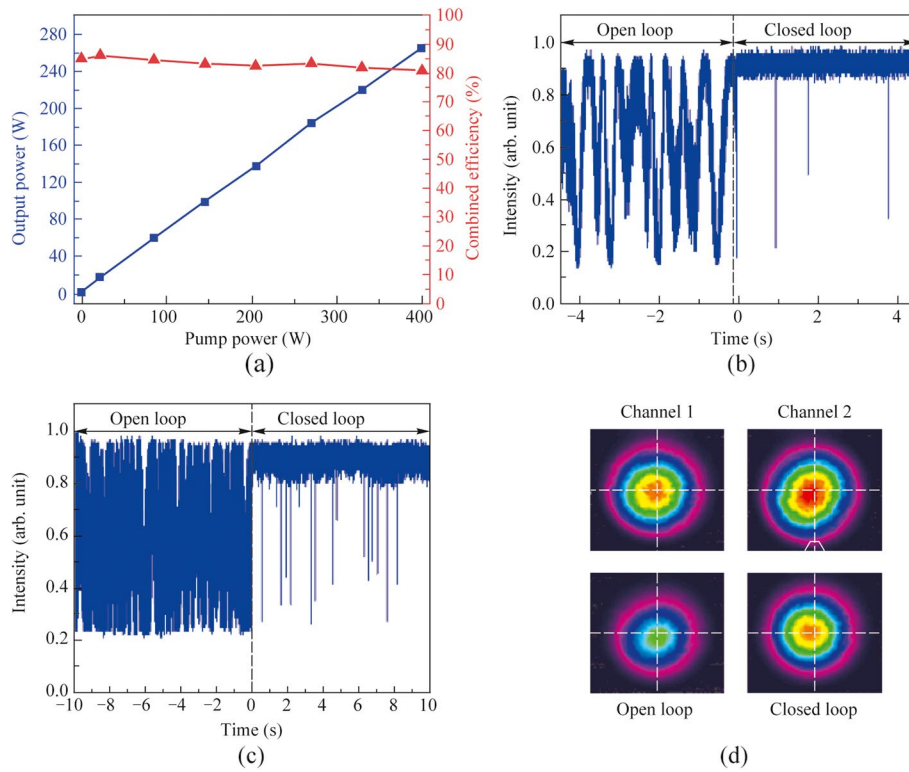 (a)
Output power (W)
280
240
200
160
120
80
40
0
100
90
80
70
60
50
40
30
20
10
0
Combined efficiency (%)
0 100 200 300 400
Pump power (W)
(b)
Open loop Closed loop
Intensity (arb. unit)
1.0
0.8
0.6
0.4
0.2
0.0
−4 −2 0 2 4
Time (s)
(c)
Open loop Closed loop
Intensity (arb. unit)
1.0
0.8
0.6
0.4
0.2
0.0
−10 −8 −6 −4 −2 0 2 4 6 8 10
Time (s)
Channel 1 Channel 2
Open loop Closed loop
(d)